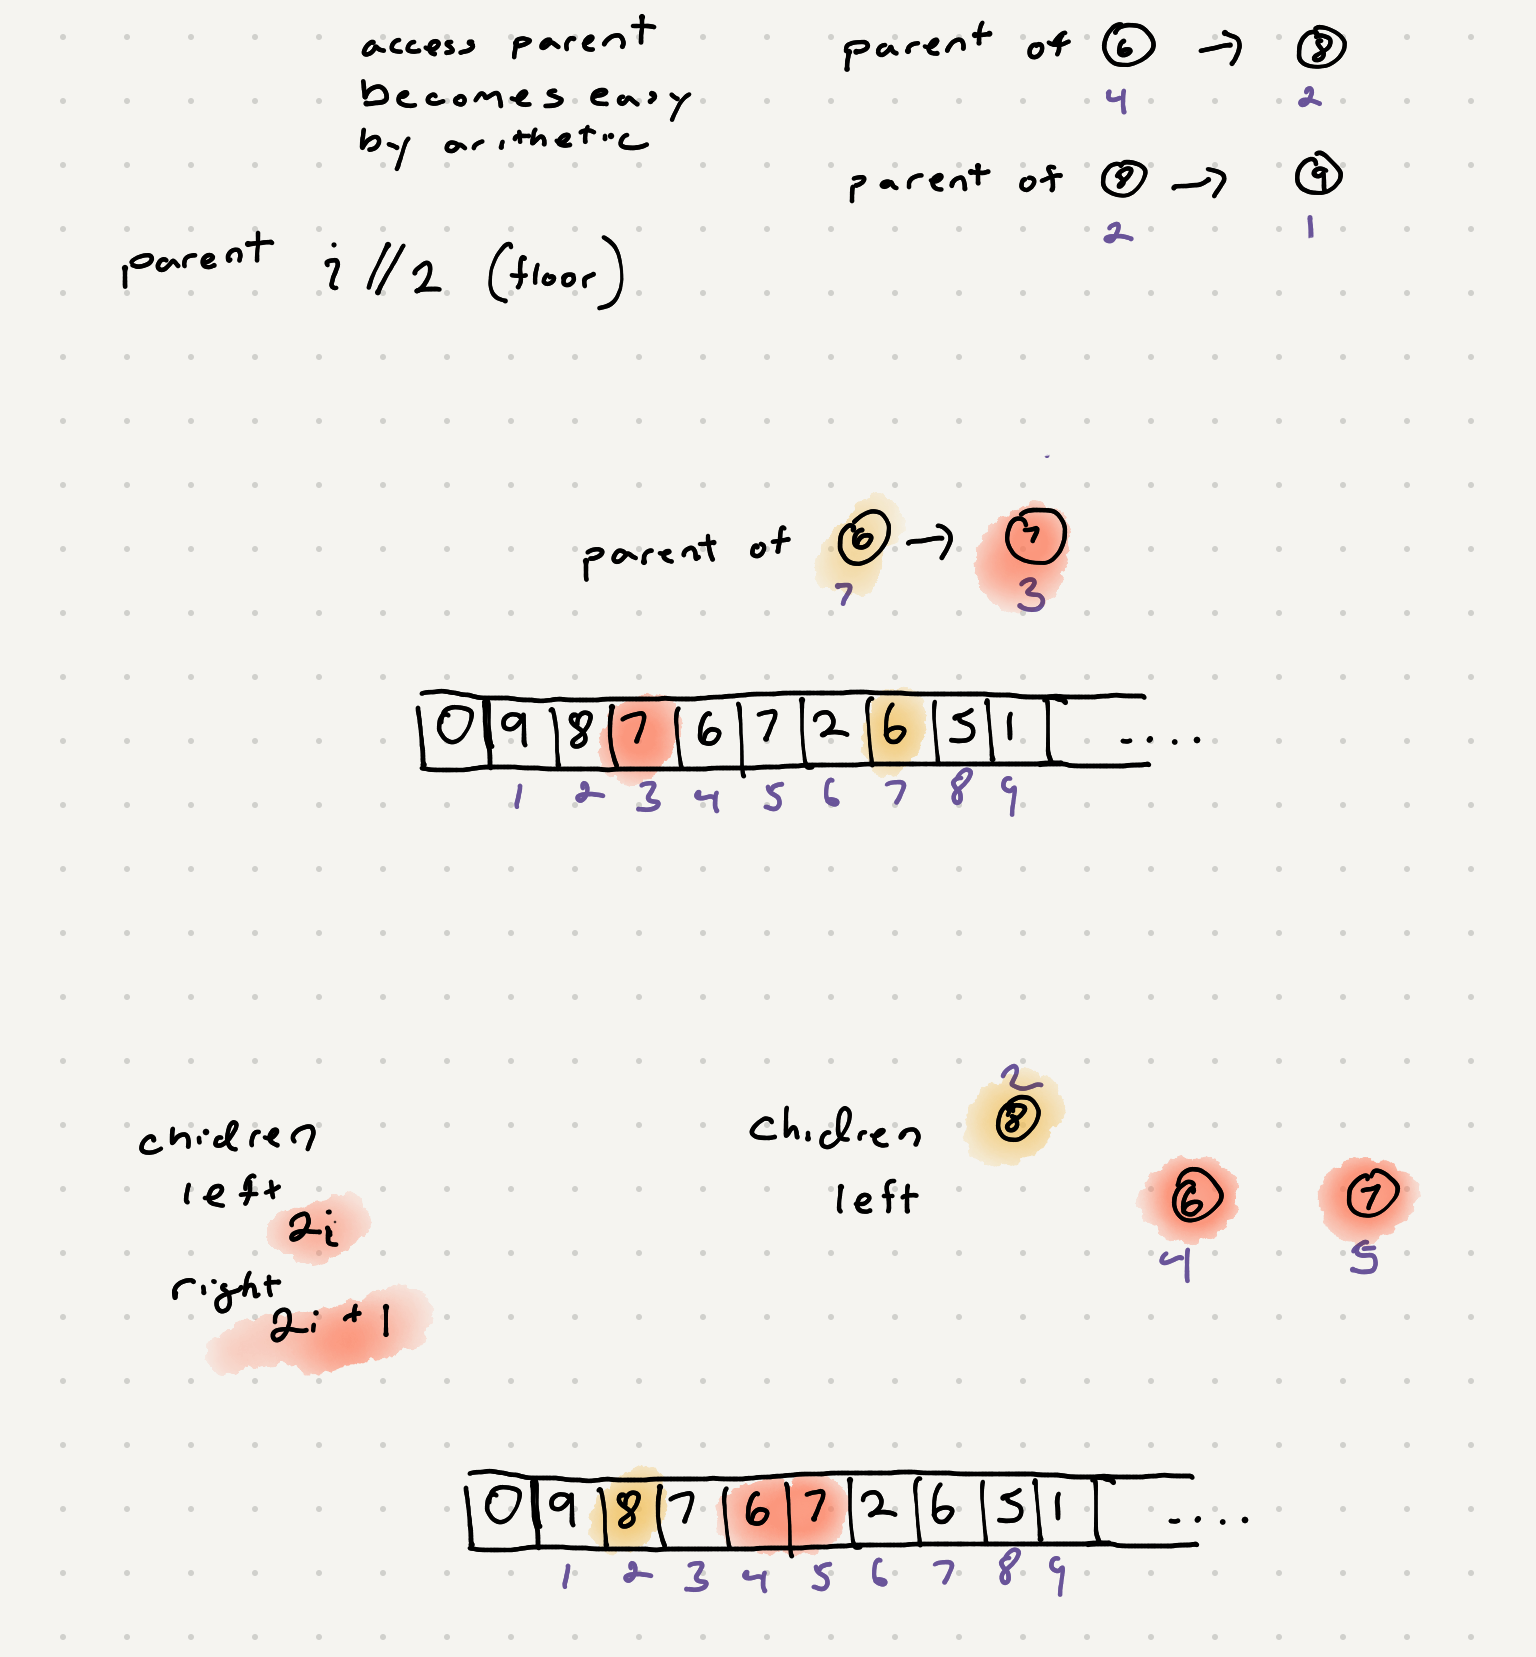 access parent
becomes easy
by arithetic
parent of 6 → 8
4 2
parent of 8 → 9
2 1
parent i//2 (floor)
parent of 6 → 7
7 3
0 9 8 7 6 7 2 6 5 1 ....
1 2 3 4 5 6 7 8 9
children
left
2i
right
2i+1
2
children 8
left 6 7
4 5
0 9 8 7 6 7 2 6 5 1 ....
1 2 3 4 5 6 7 8 9